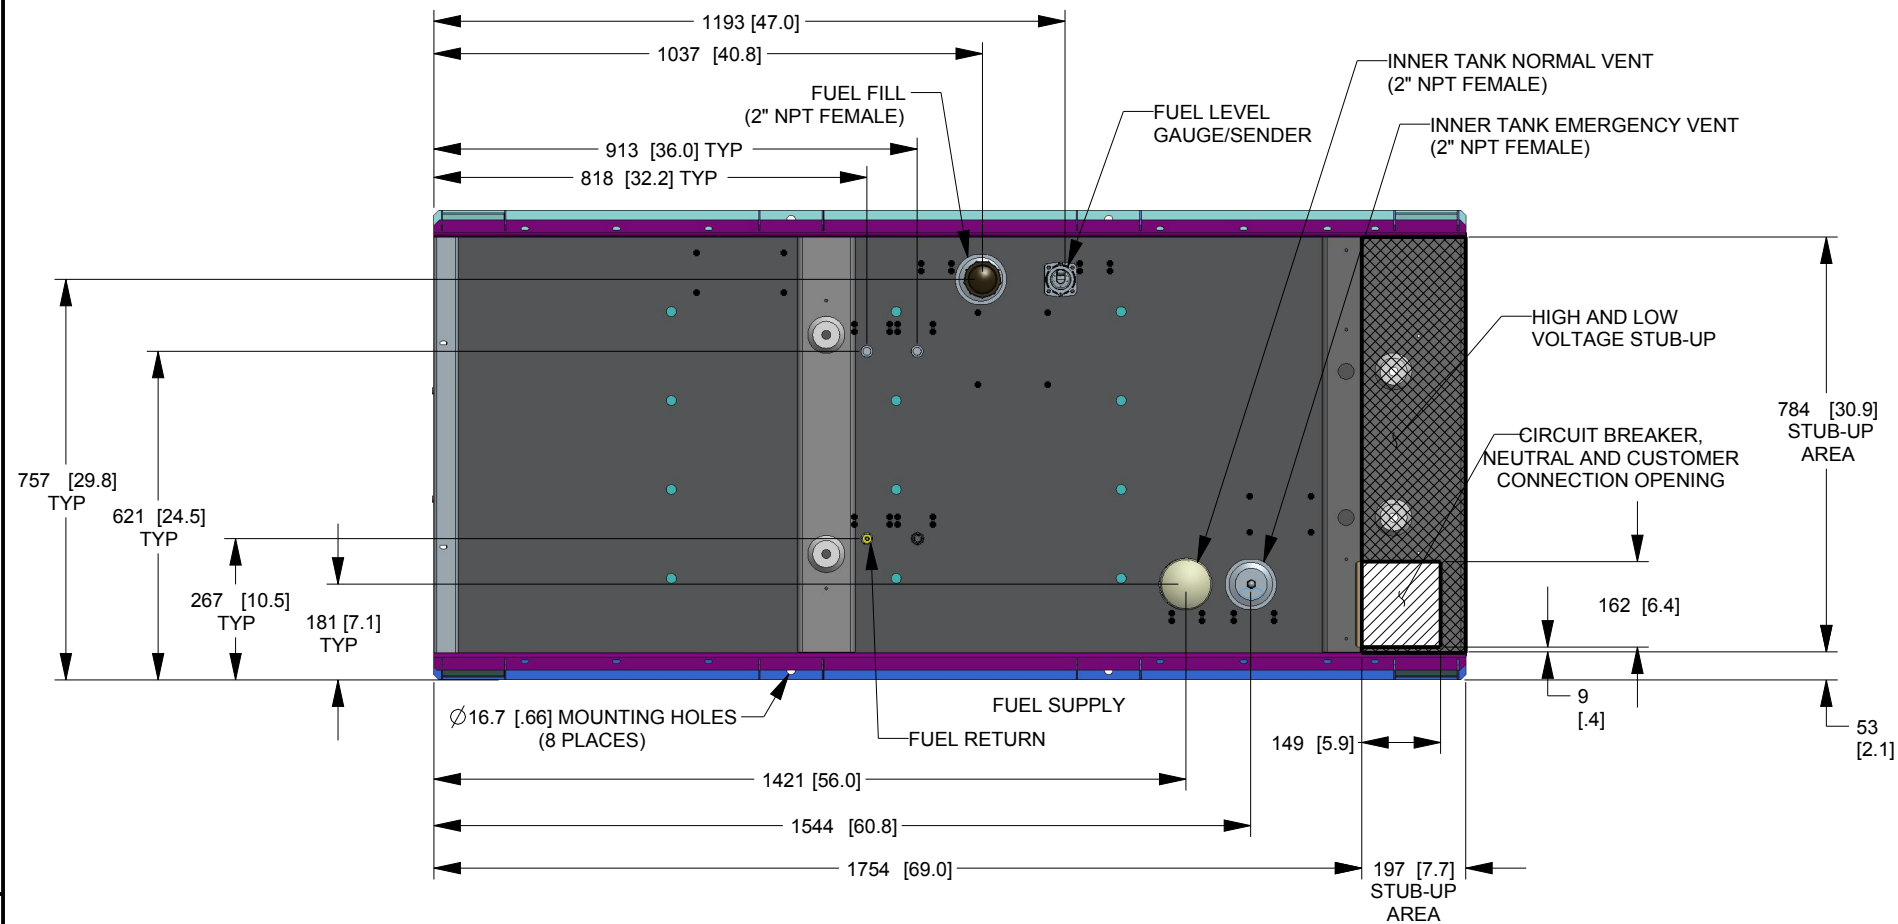 1193 [47.0]
1037 [40.8]
INNER TANK NORMAL VENT
(2" NPT FEMALE)
FUEL FILL
(2" NPT FEMALE)
FUEL LEVEL
GAUGE/SENDER
INNER TANK EMERGENCY VENT
(2" NPT FEMALE)
913 [36.0] TYP
818 [32.2] TYP
HIGH AND LOW
VOLTAGE STUB-UP
784 [30.9]
STUB-UP
AREA
CIRCUIT BREAKER,
NEUTRAL AND CUSTOMER
CONNECTION OPENING
757 [29.8]
TYP
621 [24.5]
TYP
267 [10.5]
TYP
181 [7.1]
TYP
162 [6.4]
9
[.4]
53
[2.1]
Ø16.7 [.66] MOUNTING HOLES
(8 PLACES)
FUEL SUPPLY
FUEL RETURN
149 [5.9]
1421 [56.0]
1544 [60.8]
1754 [69.0]
197 [7.7]
STUB-UP
AREA